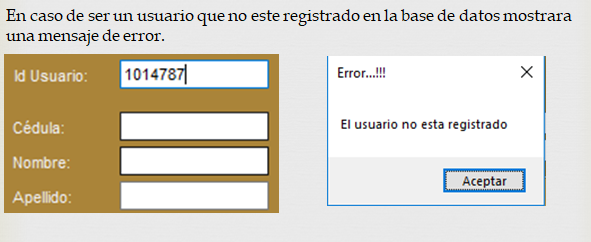 En caso de ser un usuario que no este registrado en la base de datos mostrara
una mensaje de error.
Id Usuario: 1014787
Cédula:
Nombre:
Apellido:
Error...!!!
El usuario no esta registrado
Aceptar